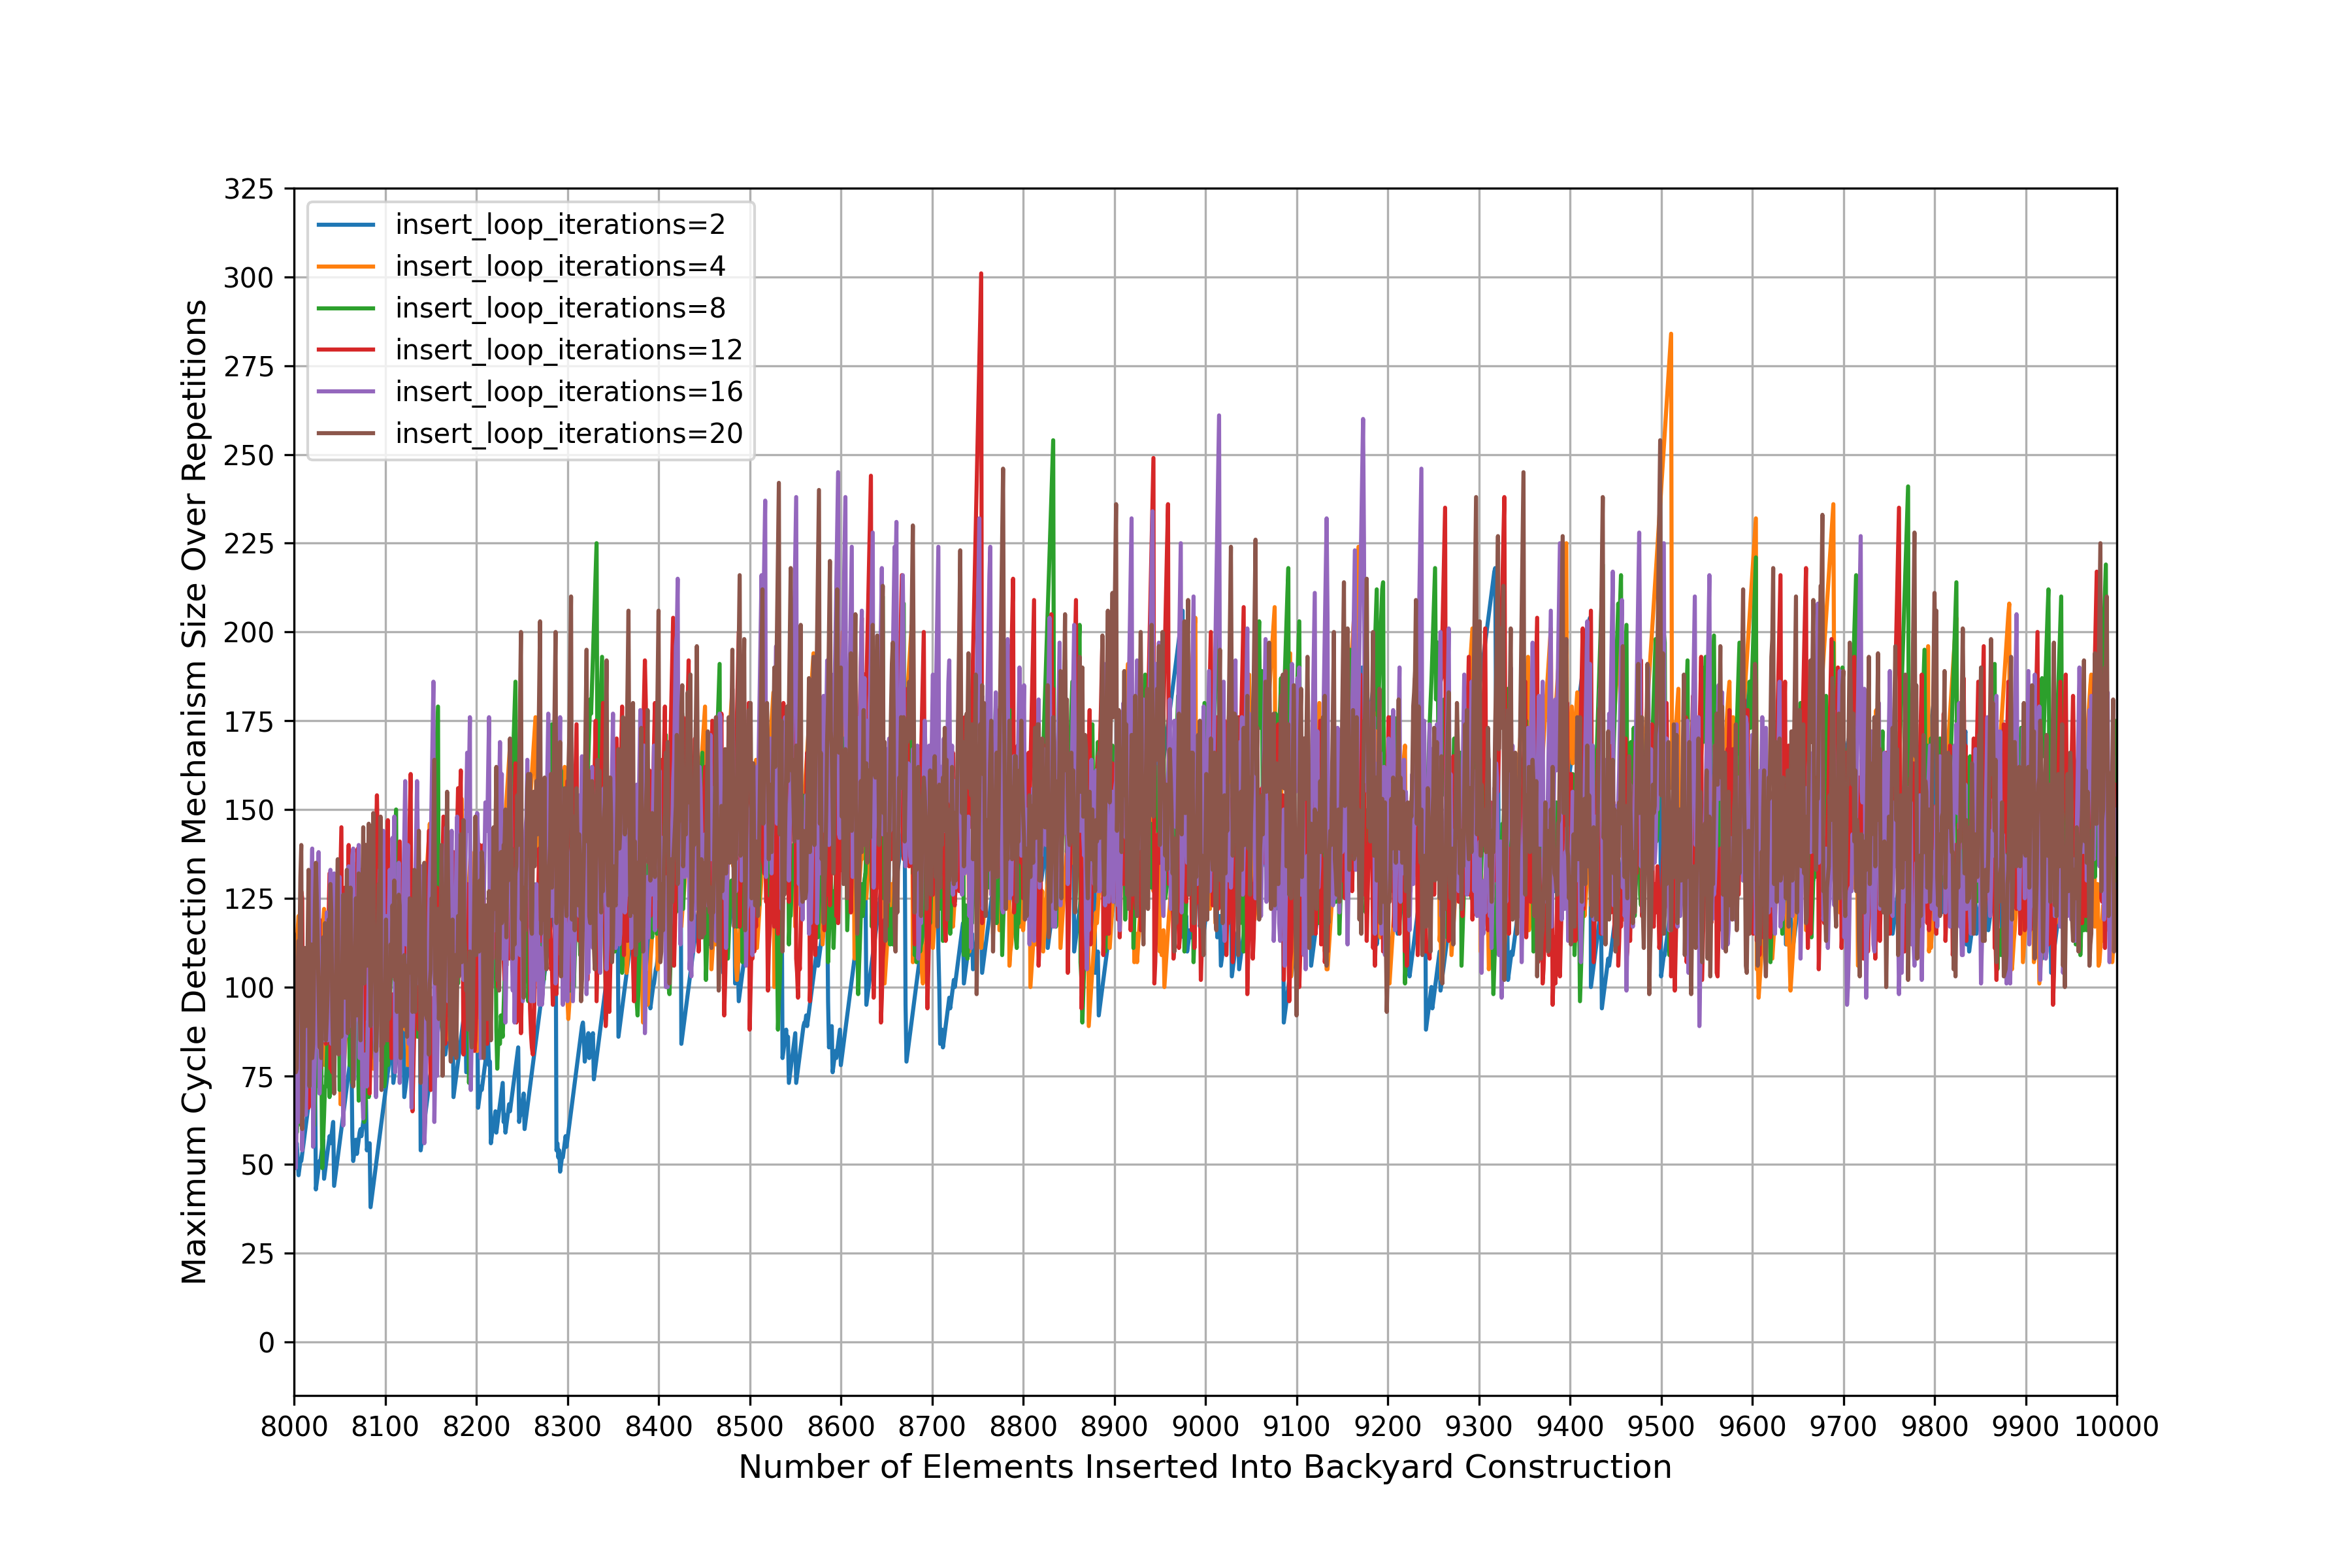 325
300
275
250
225
200
175
150
125
100
75
50
25
0
Maximum Cycle Detection Mechanism Size Over Repetitions
insert_loop_iterations=2
insert_loop_iterations=4
insert_loop_iterations=8
insert_loop_iterations=12
insert_loop_iterations=16
insert_loop_iterations=20
8000 8100 8200 8300 8400 8500 8600 8700 8800 8900 9000 9100 9200 9300 9400 9500 9600 9700 9800 9900 10000
Number of Elements Inserted Into Backyard Construction